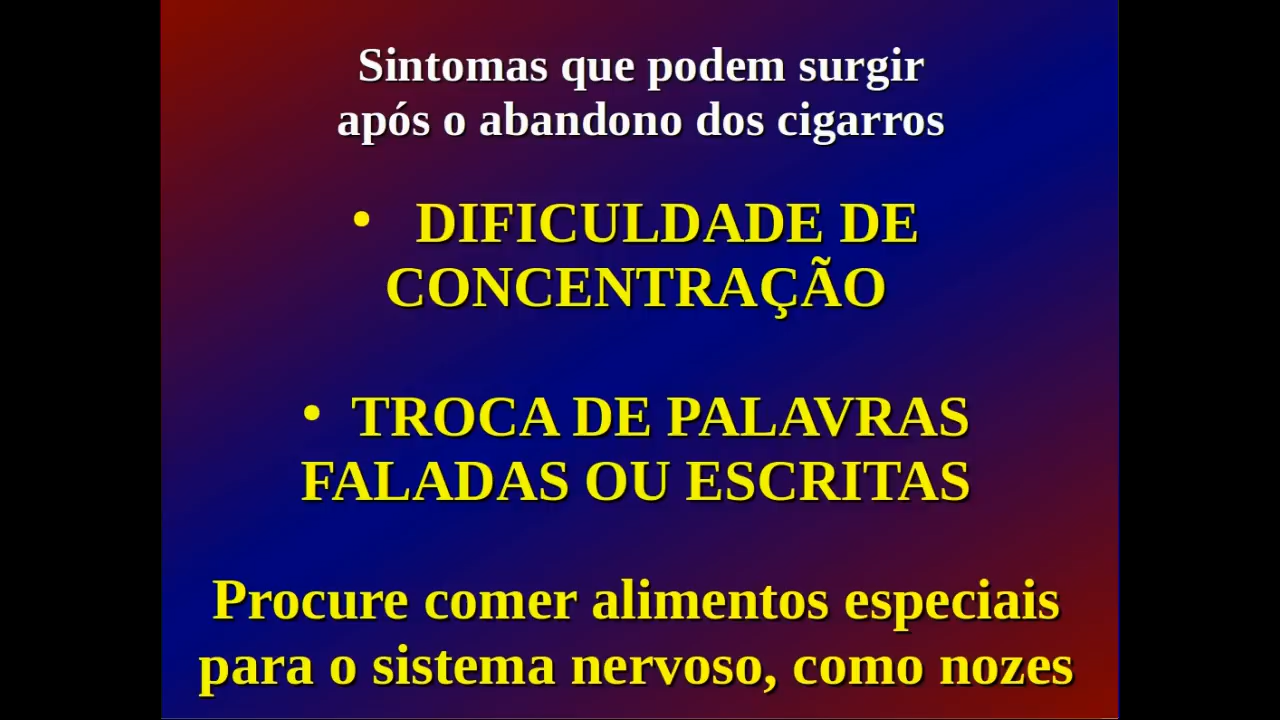 Sintomas que podem surgir
após o abandono dos cigarros
• DIFICULDADE DE
CONCENTRAÇÃO
• TROCA DE PALAVRAS
FALADAS OU ESCRITAS
Procure comer alimentos especiais
para o sistema nervoso, como nozes